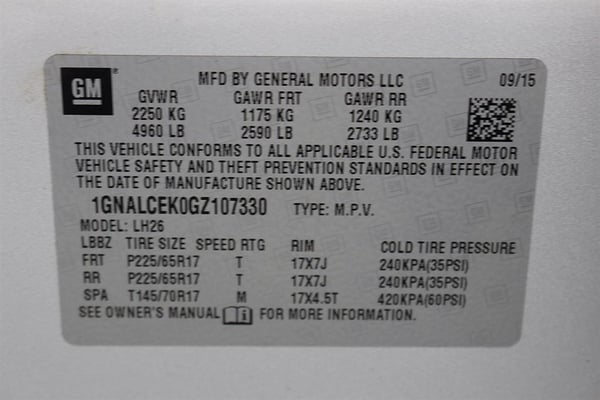 GM
MFD BY GENERAL MOTORS LLC 09/15
GVWR GAWR FRT GAWR RR
2250 KG 1175 KG 1240 KG
4960 LB 2590 LB 2733 LB
THIS VEHICLE CONFORMS TO ALL APPLICABLE U.S. FEDERAL MOTOR
VEHICLE SAFETY AND THEFT PREVENTION STANDARDS IN EFFECT ON
THE DATE OF MANUFACTURE SHOWN ABOVE.
1GNALCEK0GZ107330 TYPE: M.P.V.
MODEL: LH26
LBBZ TIRE SIZE SPEED RTG RIM COLD TIRE PRESSURE
FRT P225/65R17 T 17X7J 240KPA(35PSI)
RR P225/65R17 T 17X7J 240KPA(35PSI)
SPA T145/70R17 M 17X4.5T 420KPA(60PSI)
SEE OWNER'S MANUAL FOR MORE INFORMATION.